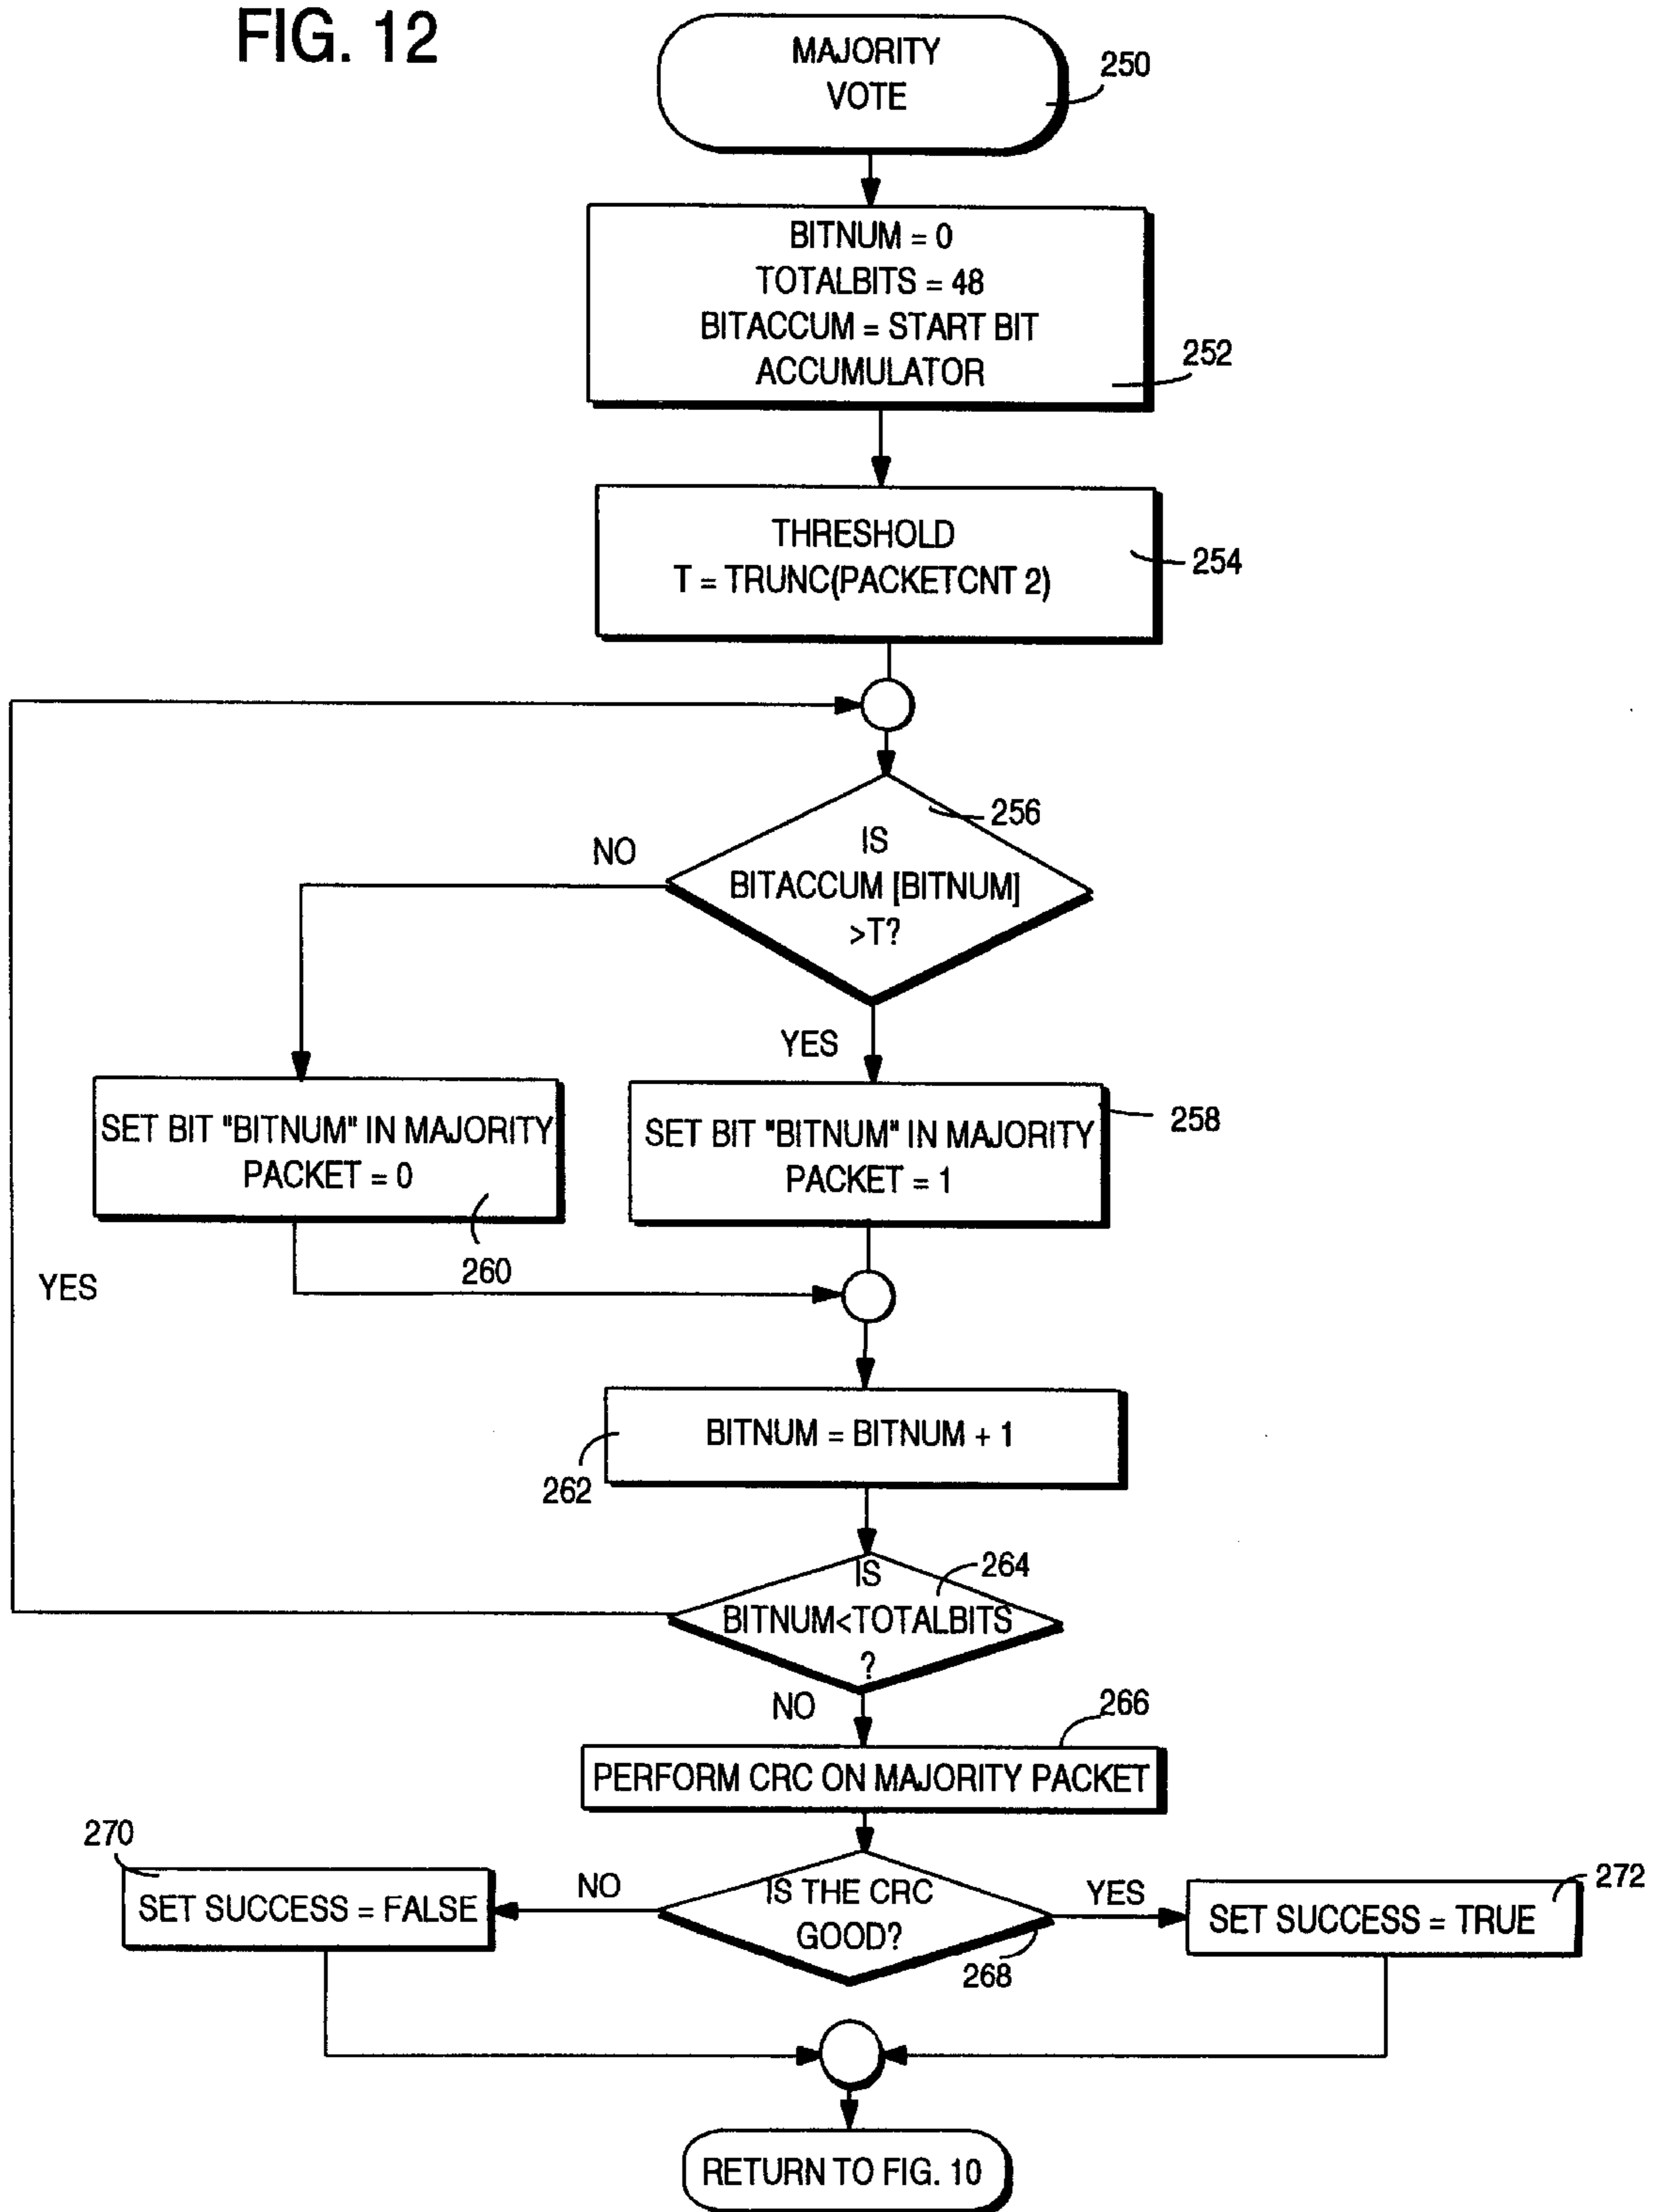 FIG. 12
MAJORITY
VOTE
250
BITNUM = 0
TOTALBITS = 48
BITACCUM = START BIT
ACCUMULATOR
252
THRESHOLD
T = TRUNC(PACKETCNT 2)
254
256
IS
BITACCUM [BITNUM]
>T?
NO
YES
SET BIT "BITNUM" IN MAJORITY
PACKET = 0
260
SET BIT "BITNUM" IN MAJORITY
PACKET = 1
258
YES
BITNUM = BITNUM + 1
262
IS
BITNUM<TOTALBITS
?
264
NO
266
PERFORM CRC ON MAJORITY PACKET
270
SET SUCCESS = FALSE
NO
IS THE CRC
GOOD?
268
YES
272
SET SUCCESS = TRUE
RETURN TO FIG. 10